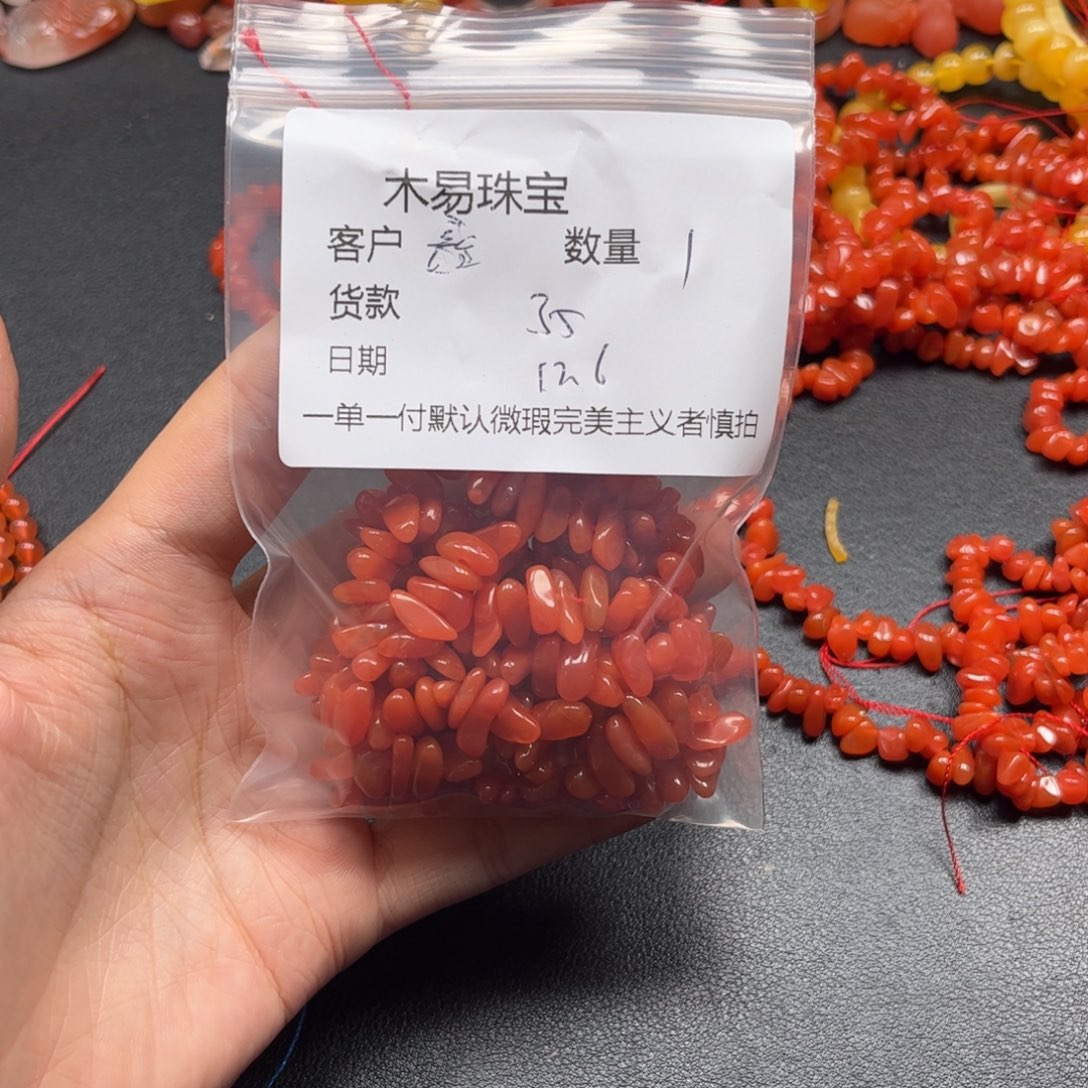 木易珠宝
客户 数量 1
货款 35
日期 12.6
一单一付默认微瑕完美主义者慎拍